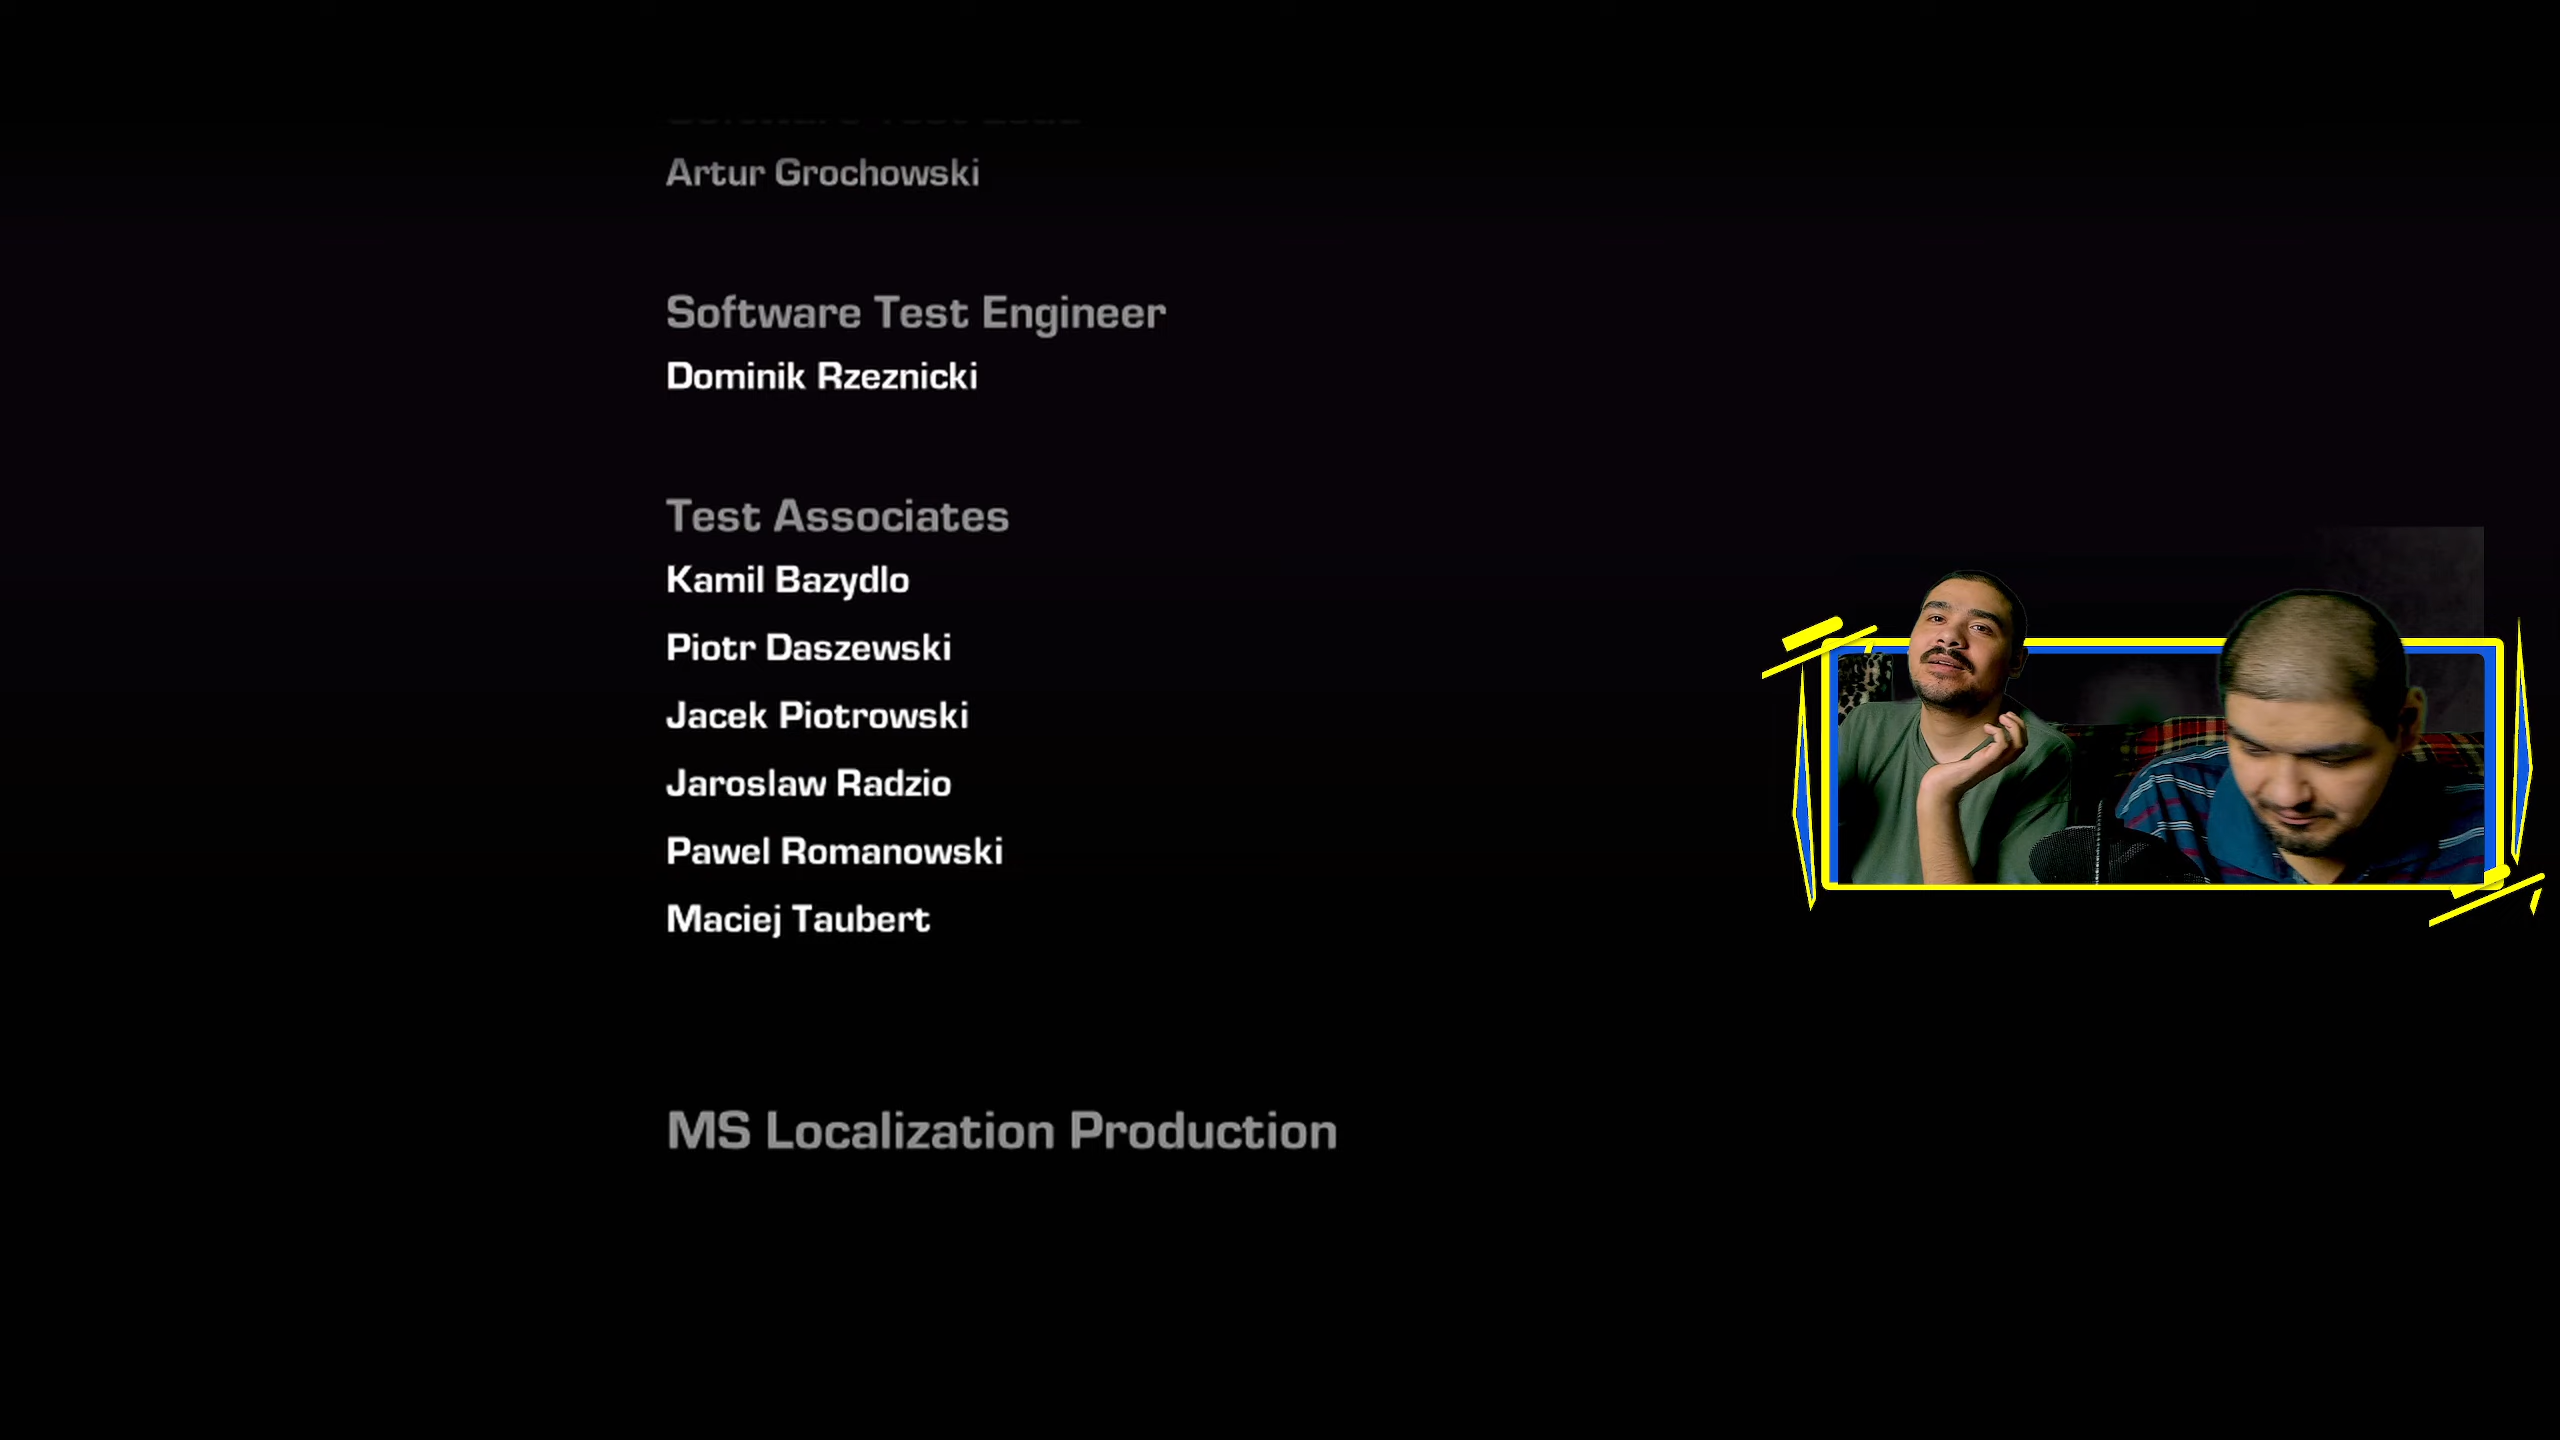 Artur Grochowski
Software Test Engineer
Dominik Rzeznicki
Test Associates
Kamil Bazydlo
Piotr Daszewski
Jacek Piotrowski
Jaroslaw Radzio
Pawel Romanowski
Maciej Taubert
MS Localization Production